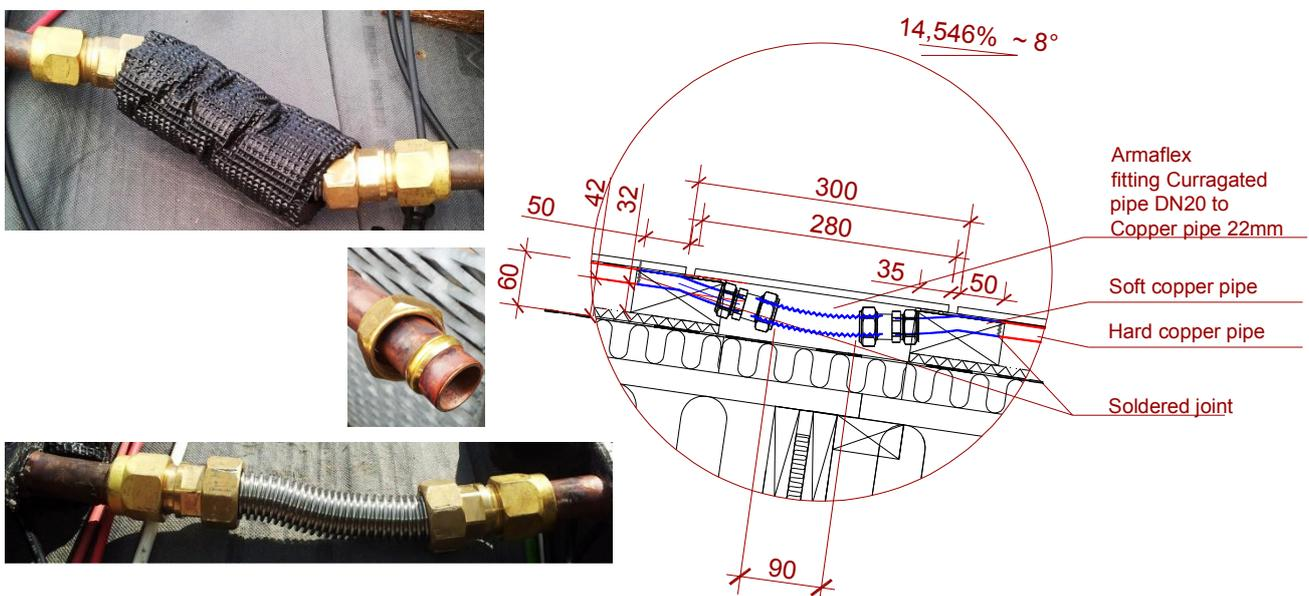 14,546% ~ 8°
Armaflex
fitting Curragated
pipe DN20 to
Copper pipe 22mm
Soft copper pipe
Hard copper pipe
Soldered joint
300
280
42
32
50
60
35
50
90